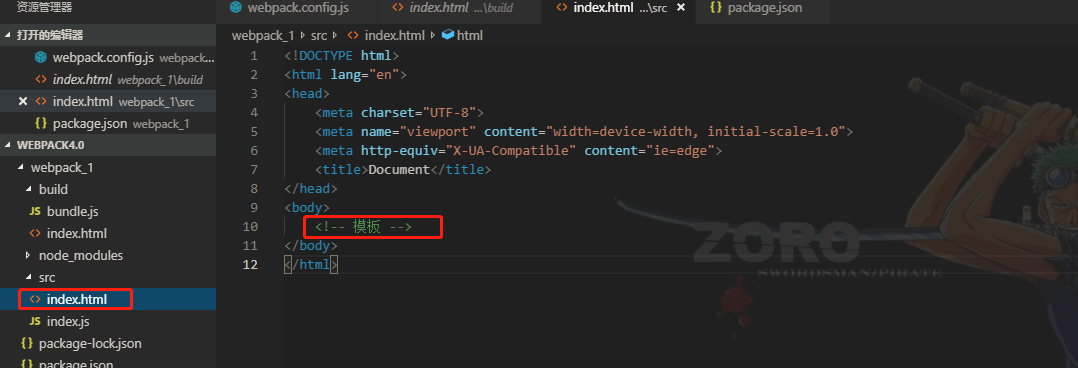 资源管理器
webpack.config.js
index.html ...\build
index.html ...\src
package.json
打开的编辑器
webpack.config.js webpack...
index.html webpack_1\build
index.html webpack_1\src
package.json webpack_1
WEBPACK4.0
webpack_1
build
JS bundle.js
index.html
node_modules
src
index.html
JS index.js
package-lock.json
package.json
webpack_1 src index.html html
1 <!DOCTYPE html>
2 <html lang="en">
3 <head>
4 <meta charset="UTF-8">
5 <meta name="viewport" content="width=device-width, initial-scale=1.0">
6 <meta http-equiv="X-UA-Compatible" content="ie=edge">
7 <title>Document</title>
8 </head>
9 <body>
10 <!-- 模板 -->
11 </body>
12 </html>
ZORO
SWORDSMAN/PIRATE